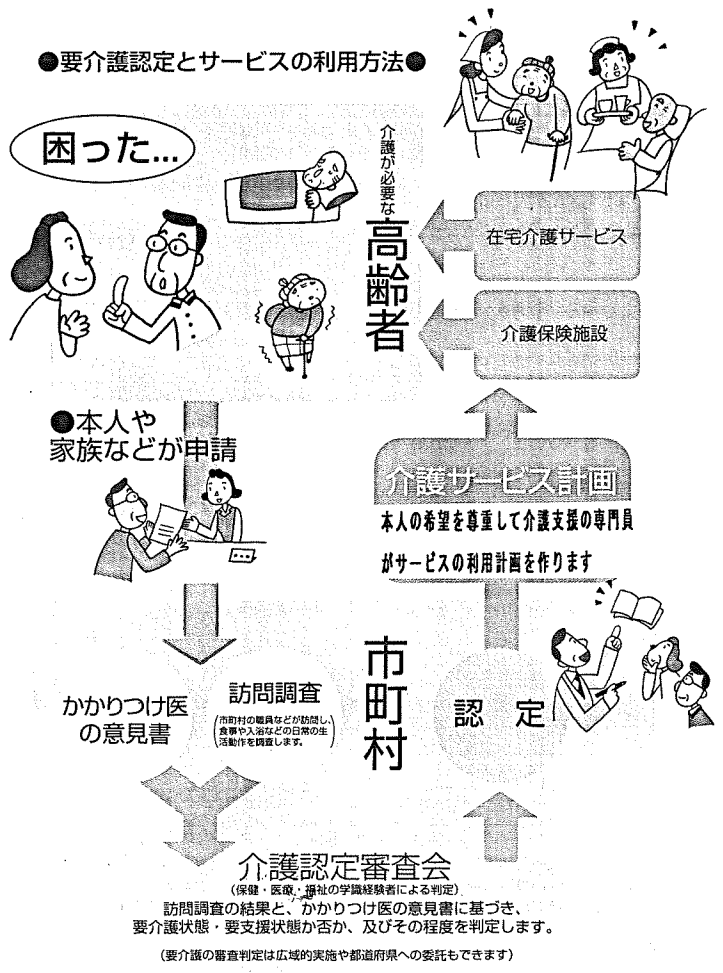 ●要介護認定とサービスの利用方法●
困った…
介護が必要な
高齢者
在宅介護サービス
介護保険施設
●本人や
家族などが申請
介護サービス計画
本人の希望を尊重して介護支援の専門員
がサービスの利用計画を作ります
かかりつけ医
の意見書
訪問調査
(市町村の職員などが訪問し、
食事や入浴などの日常の生
活動作を調査します。)
市町村
認定
介護認定審査会
(保健・医療・福祉の学識経験者による判定)
訪問調査の結果と、かかりつけ医の意見書に基づき、
要介護状態・要支援状態か否か、及びその程度を判定します。
(要介護の審査判定は広域的実施や都道府県への委託もできます)